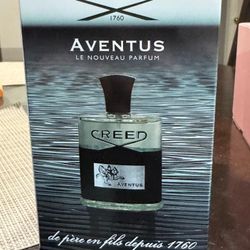 1760
AVENTUS
LE NOUVEAU PARFUM
CREED
AVENTUS
de père en fils depuis 1760